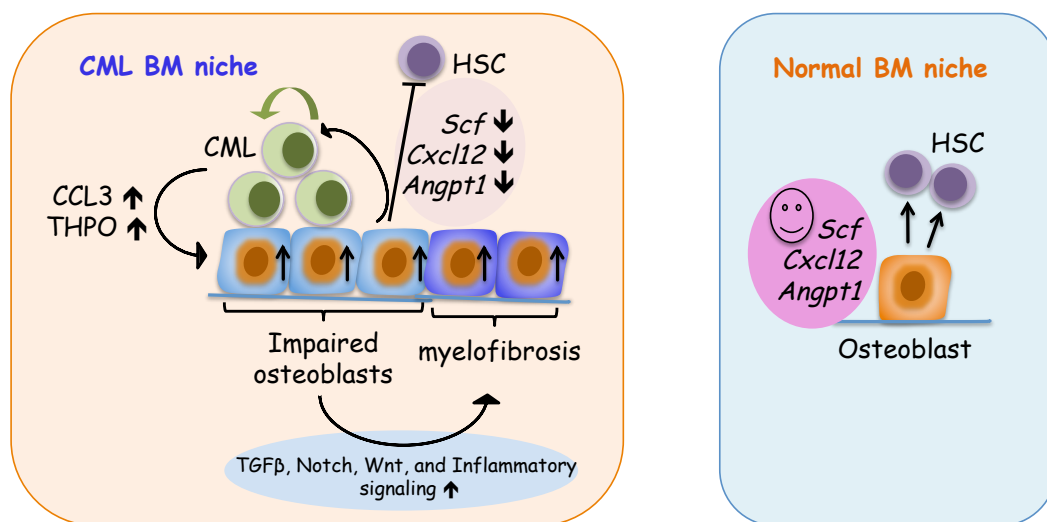 CML BM niche
HSC
Scf ↓
Cxcl12 ↓
Angpt1 ↓
CML
CCL3 ↑
THPO ↑
Impaired
osteoblasts
myelofibrosis
TGFβ, Notch, Wnt, and Inflammatory
signaling ↑
Normal BM niche
HSC
Scf
Cxcl12
Angpt1
Osteoblast